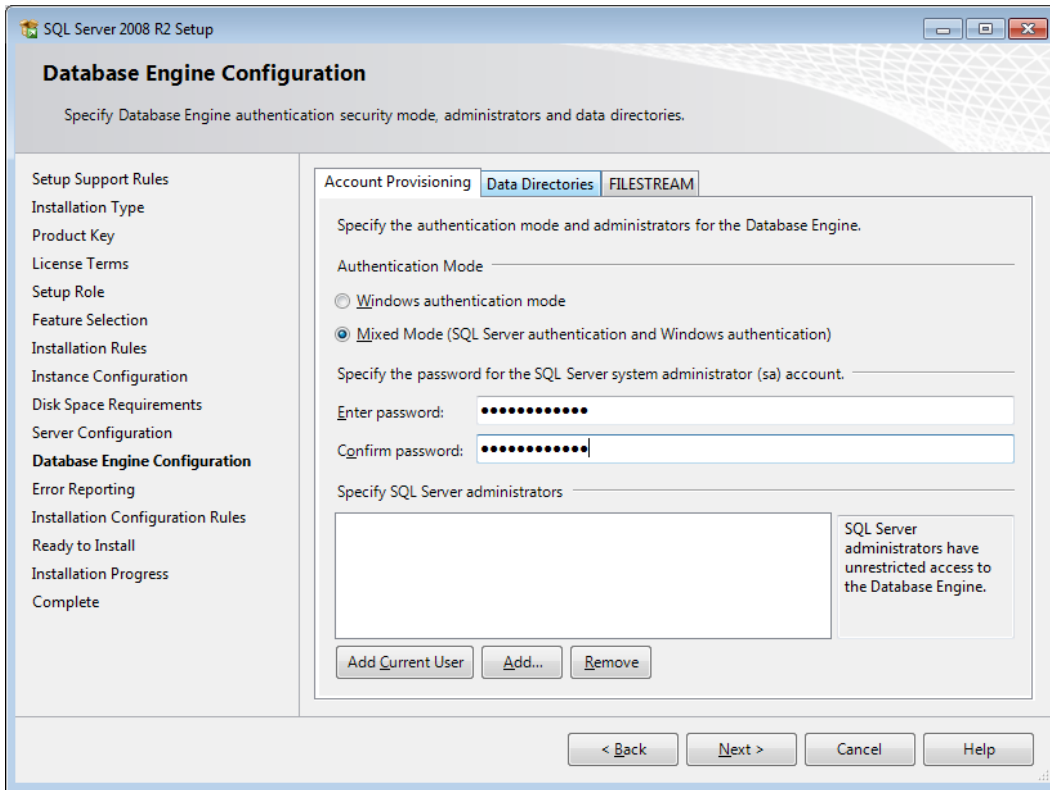 SQL Server 2008 R2 Setup
Database Engine Configuration
Specify Database Engine authentication security mode, administrators and data directories.
Setup Support Rules
Installation Type
Product Key
License Terms
Setup Role
Feature Selection
Installation Rules
Instance Configuration
Disk Space Requirements
Server Configuration
Database Engine Configuration
Error Reporting
Installation Configuration Rules
Ready to Install
Installation Progress
Complete
Account Provisioning Data Directories FILESTREAM
Specify the authentication mode and administrators for the Database Engine.
Authentication Mode
Windows authentication mode
Mixed Mode (SQL Server authentication and Windows authentication)
Specify the password for the SQL Server system administrator (sa) account.
Enter password: ●●●●●●●●●●●●
Confirm password: ●●●●●●●●●●●●
Specify SQL Server administrators
SQL Server
administrators have
unrestricted access to
the Database Engine.
Add Current User Add... Remove
< Back Next > Cancel Help